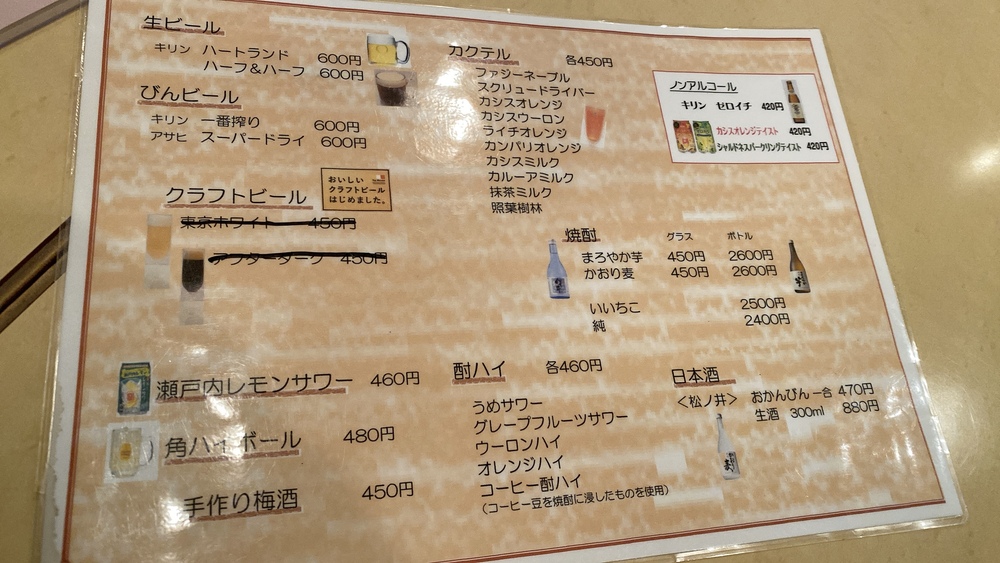 生ビール
キリン ハートランド 600円
ハーフ&ハーフ 600円
びんビール
キリン 一番搾り 600円
アサヒ スーパードライ 600円
クラフトビール
おいしい
クラフトビール
はじめました。
東京ホワイト 450円
アフターダーク 450円
瀬戸内レモンサワー 460円
角ハイボール 480円
手作り梅酒 450円
カクテル 各450円
ファジーネーブル
スクリュードライバー
カシスオレンジ
カシスウーロン
ライチオレンジ
カンパリオレンジ
カシスミルク
カルーアミルク
抹茶ミルク
照葉樹林
ノンアルコール
キリン ゼロイチ 420円
カシスオレンジテイスト 420円
シャルドネスパークリングテイスト 420円
焼酎 グラス ボトル
まろやか芋 450円 2600円
かおり麦 450円 2600円
いいちこ 2500円
純 2400円
酎ハイ 各460円
うめサワー
グレープフルーツサワー
ウーロンハイ
オレンジハイ
コーヒー酎ハイ
(コーヒー豆を焼酎に浸したものを使用)
日本酒
<松ノ井> おかんびん一合 470円
生酒 300ml 880円